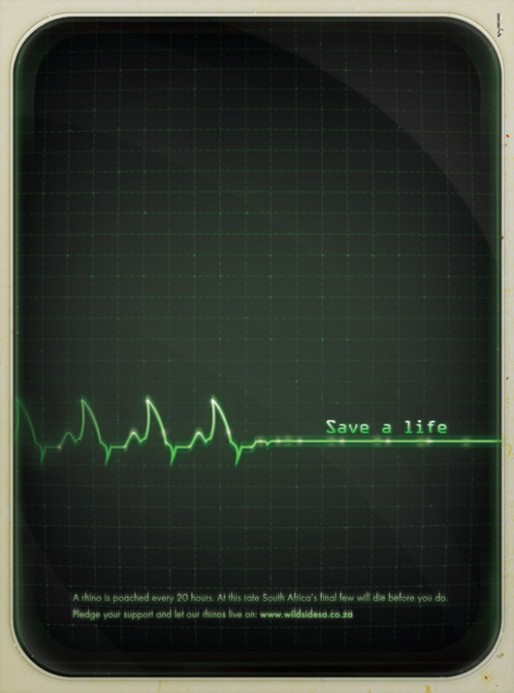 Save a life
A rhino is poached every 20 hours. At this rate South Africa's final few will die before you do.
Pledge your support and let our rhinos live on: www.wildsidesa.co.za